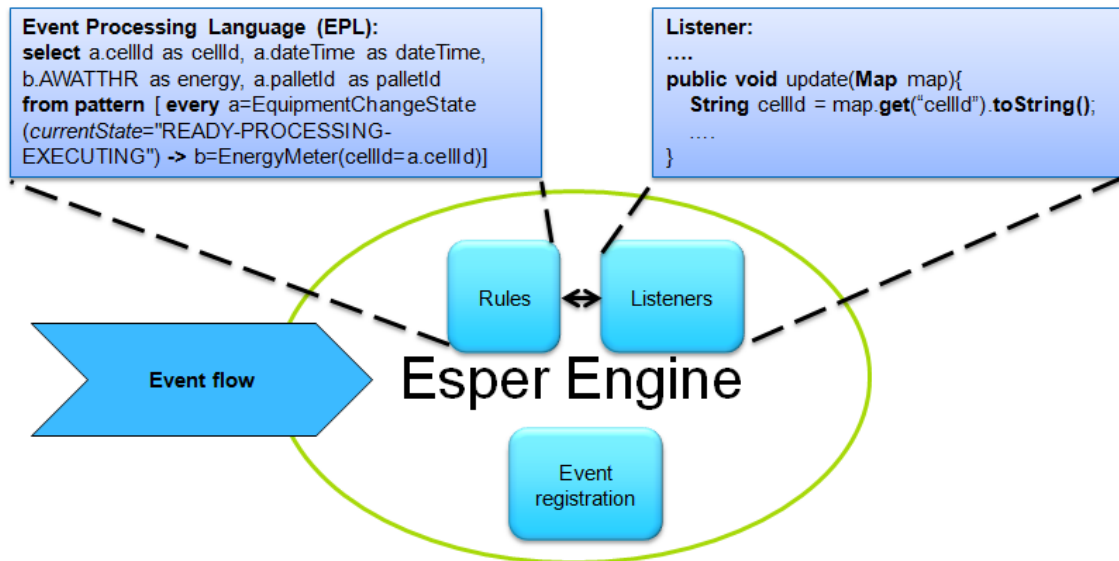 Event Processing Language (EPL):
select a.cellId as cellId, a.dateTime as dateTime,
b.AWATTHR as energy, a.palletId as palletId
from pattern [ every a=EquipmentChangeState
(currentState="READY-PROCESSING-
EXECUTING") -> b=EnergyMeter(cellId=a.cellId)]
Listener:
....
public void update(Map map){
String cellId = map.get(“cellId”).toString();
....
}
Rules
Listeners
Event flow
Esper Engine
Event
registration